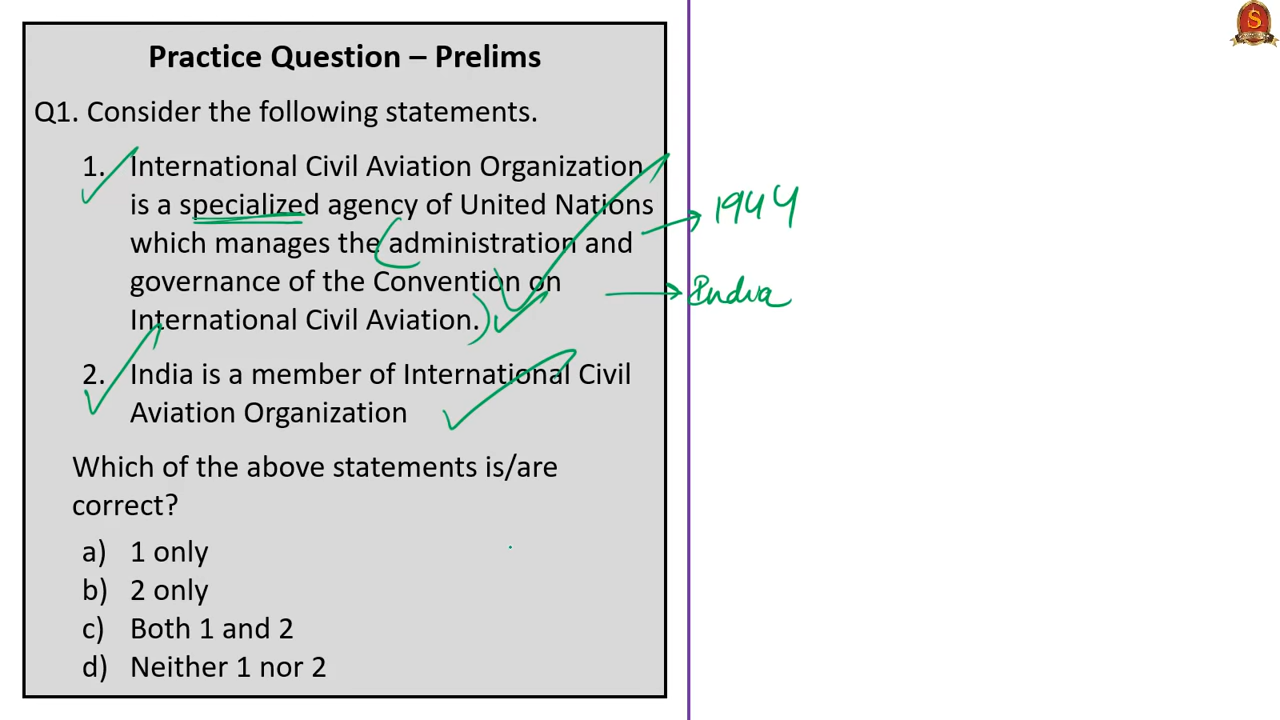 Practice Question – Prelims
Q1. Consider the following statements.
1. International Civil Aviation Organization
is a specialized agency of United Nations
which manages the administration and
governance of the Convention on
International Civil Aviation.
1944
India
2. India is a member of International Civil
Aviation Organization
Which of the above statements is/are
correct?
a) 1 only
b) 2 only
c) Both 1 and 2
d) Neither 1 nor 2
S